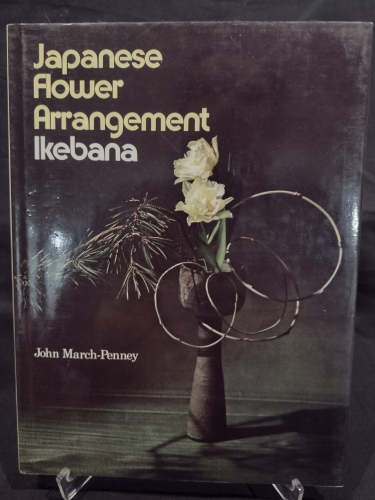 Japanese
Flower
Arrangement
Ikebana
John March-Penney